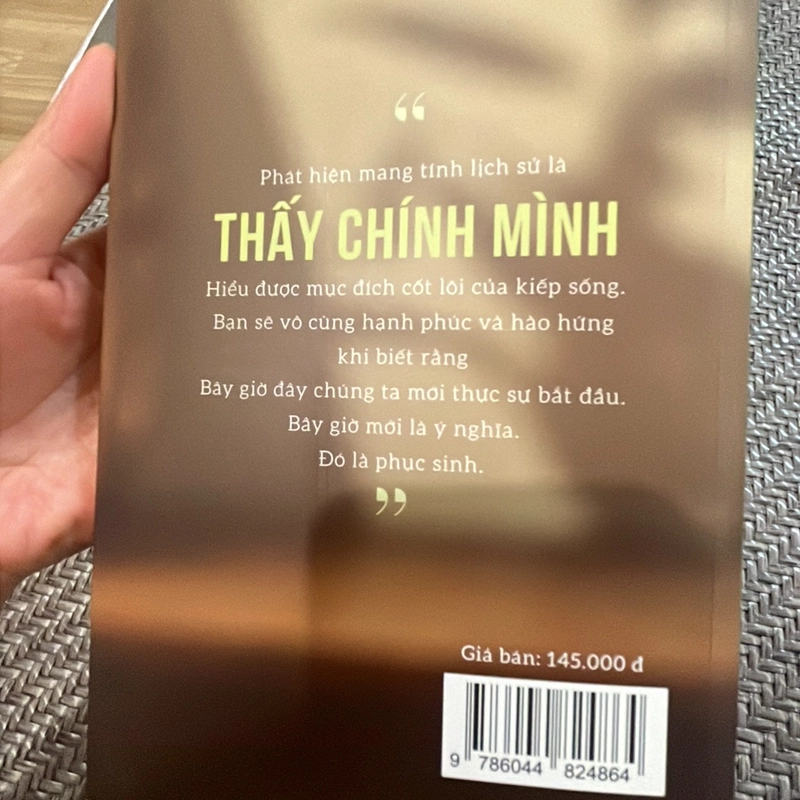 “
Phát hiện mang tính lịch sử là
THẤY CHÍNH MÌNH
Hiểu được mục đích cốt lõi của kiếp sống.
Bạn sẽ vô cùng hạnh phúc và hào hứng
khi biết rằng
Bây giờ đây chúng ta mới thực sự bắt đầu.
Bây giờ mới là ý nghĩa.
Đó là phục sinh.
”
Giá bán: 145.000 đ
9 786044 824864